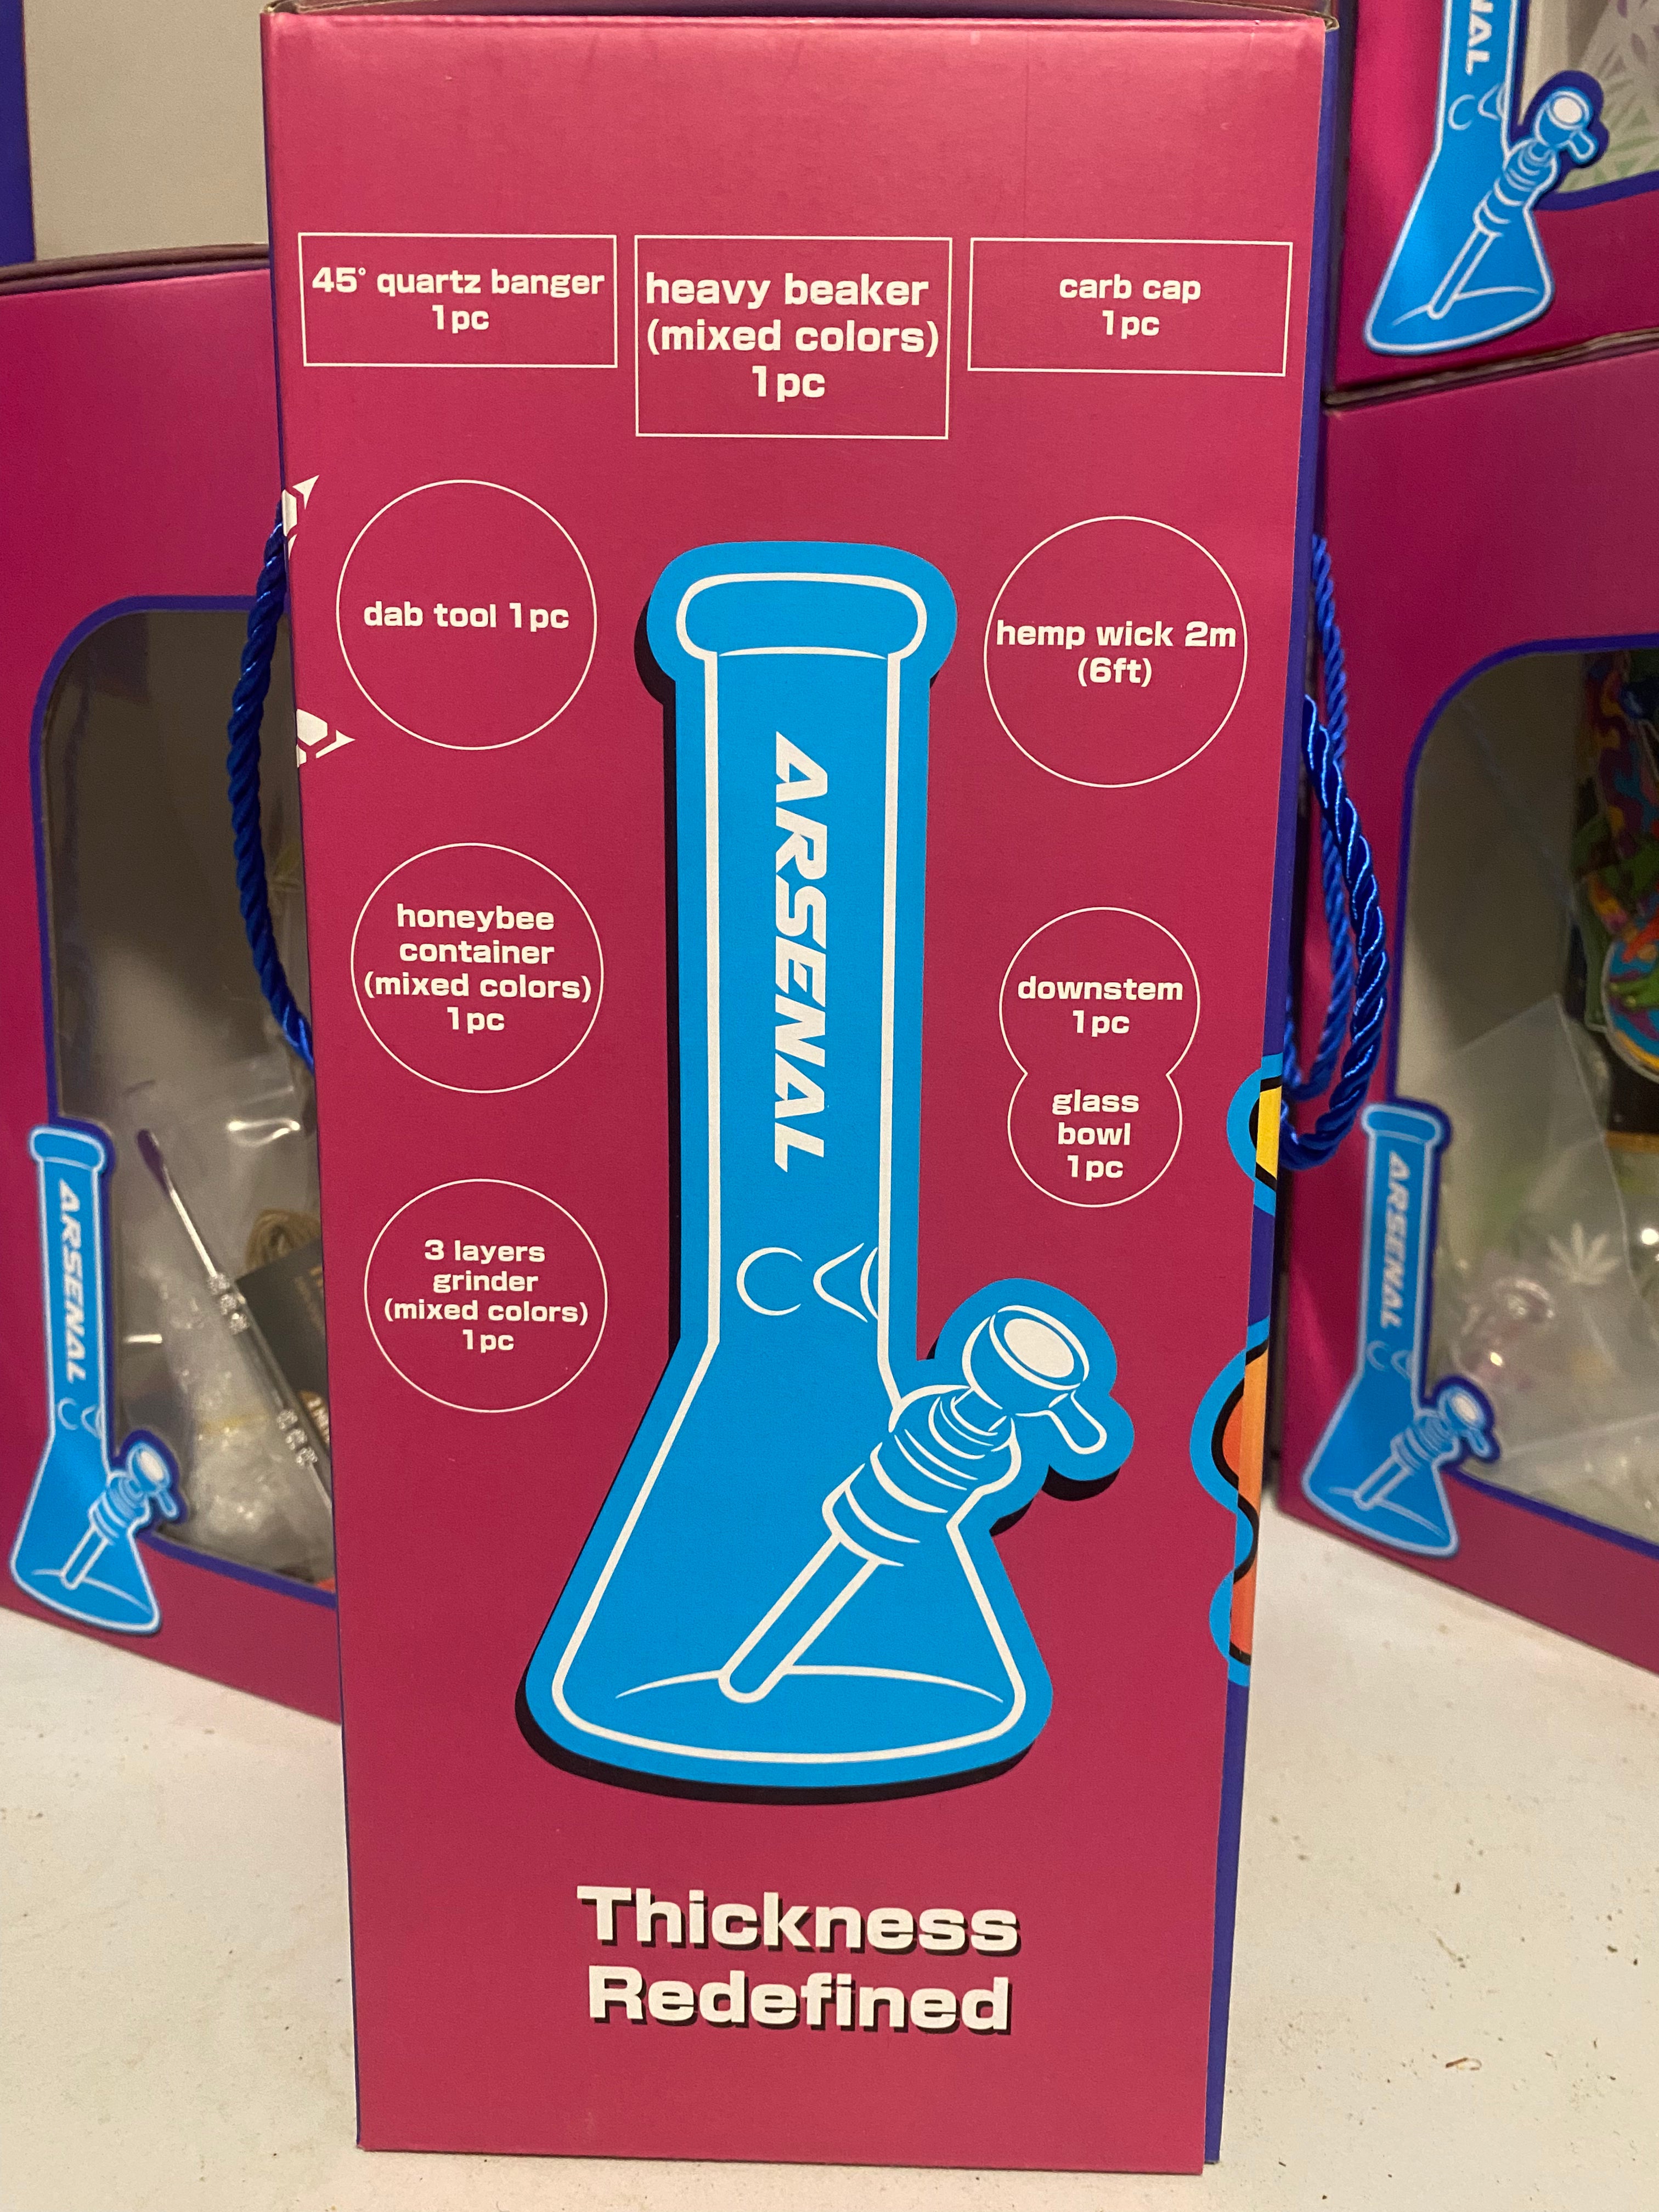 45° quartz banger
1pc
heavy beaker
(mixed colors)
1pc
carb cap
1pc
dab tool 1pc
hemp wick 2m
(6ft)
honeybee
container
(mixed colors)
1pc
downstem
1pc
glass
bowl
1pc
3 layers
grinder
(mixed colors)
1pc
ARSENAL
Thickness
Redefined
ARSENAL
ARSENAL
NAL